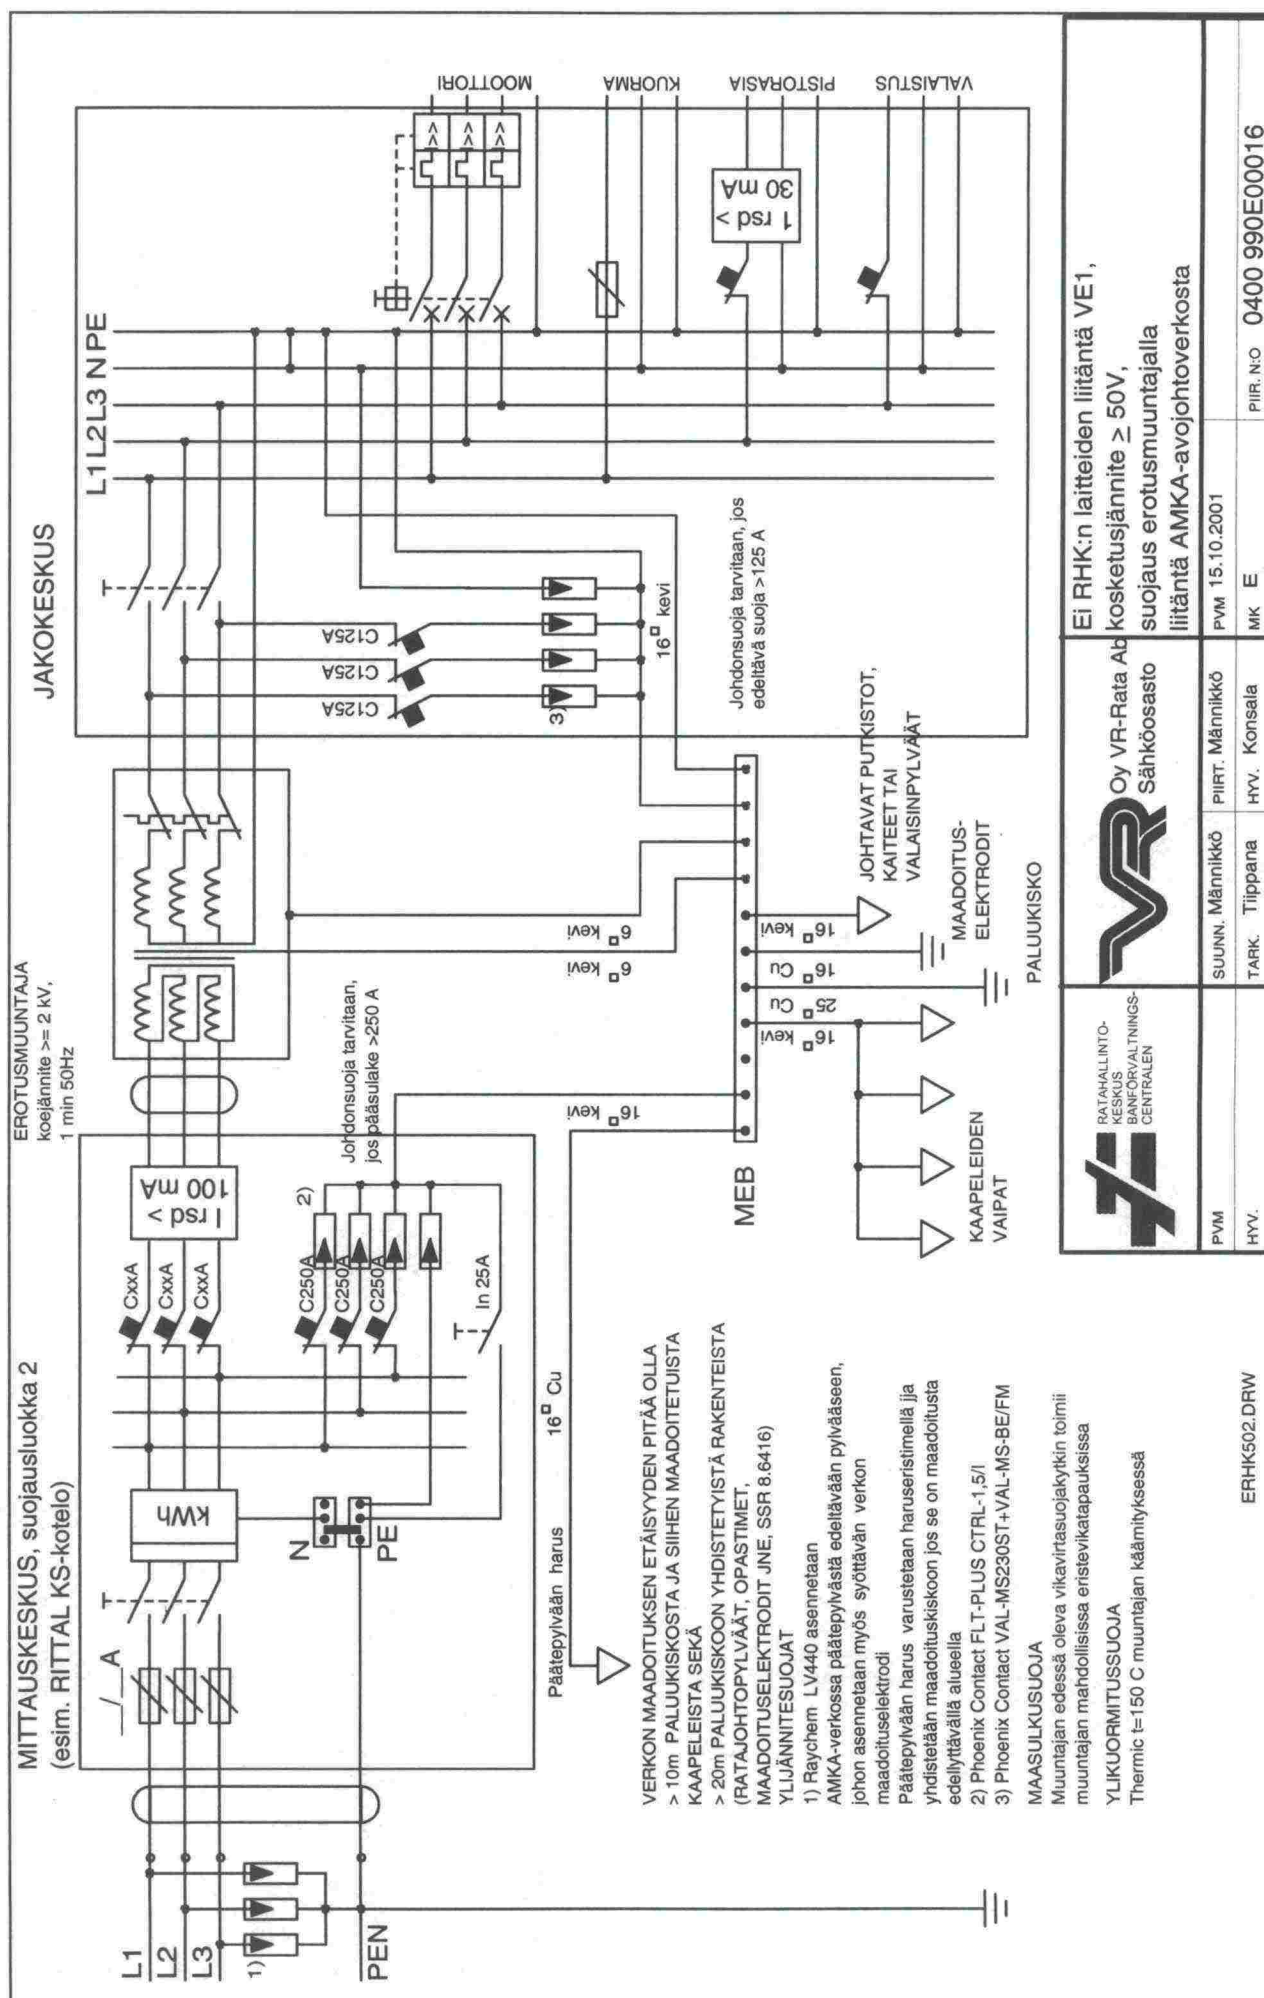 MITTAUSKESKUS, suojausluokka 2
(esim. RITTAL KS-kotelo)
EROTUSMUUNTAJA
koejännite >= 2 kV,
1 min 50Hz
JAKOKESKUS
L1
L2
L3
PEN
1)
__/__A
kWh
N
PE
CxxA
CxxA
CxxA
I rsd >
100 mA
C250A
C250A
C250A
2)
In 25A
Johdonsuoja tarvitaan,
jos pääsulake >250 A
C125A
C125A
C125A
3)
16 kevi
Johdonsuoja tarvitaan, jos
edeltävä suoja >125 A
L1 L2 L3 N PE
MOOTTORI
KUORMA
PISTORASIA
VALAISTUS
1 rsd >
30 mA
6 kevi
6 kevi
Päätepylvään harus
16 Cu
16 kevi
MEB
16 kevi
25 Cu
16 Cu
16 kevi
KAAPELEIDEN
VAIPAT
PALUUKISKO
MAADOITUS-
ELEKTRODIT
JOHTAVAT PUTKISTOT,
KAITEET TAI
VALAISINPYLVÄÄT
VERKON MAADOITUKSEN ETÄISYYDEN PITÄÄ OLLA
> 10m PALUUKISKOSTA JA SIIHEN MAADOITETUISTA
KAAPELEISTA SEKÄ
> 20m PALUUKISKOON YHDISTETYISTÄ RAKENTEISTA
(RATAJOHTOPYLVÄÄT, OPASTIMET,
MAADOITUSELEKTRODIT JNE, SSR 8.6416)
YLIJÄNNITESUOJAT
1) Raychem LV440 asennetaan
AMKA-verkossa päätepylvästä edeltävään pylvääseen,
johon asennetaan myös syöttävän verkon
maadoituselektrodi
Päätepylvään harus varustetaan haruseristimellä jja
yhdistetään maadoituskiskoon jos se on maadoitusta
edellyttävällä alueella
2) Phoenix Contact FLT-PLUS CTRL-1,5/I
3) Phoenix Contact VAL-MS230ST+VAL-MS-BE/FM
MAASULKUSUOJA
Muuntajan edessä oleva vikavirtasuojakytkin toimii
muuntajan mahdollisissa eristevikatapauksissa
YLIKUORMITUSSUOJA
Thermic t=150 C muuntajan käämityksessä
ERHK502.DRW
RATAHALLINTO-
KESKUS
BANFÖRVALTNINGS-
CENTRALEN
VR
Oy VR-Rata Ab
Sähköosasto
Ei RHK:n laitteiden liitäntä VE1,
kosketusjännite ≥ 50V,
suojaus erotusmuuntajalla
liitäntä AMKA-avojohtoverkosta
PVM
SUUNN. Männikkö
PIIRT. Männikkö
PVM 15.10.2001
HYV.
TARK. Tiippana
HYV. Konsala
MK E
PIIR. N:O 0400 990E00016